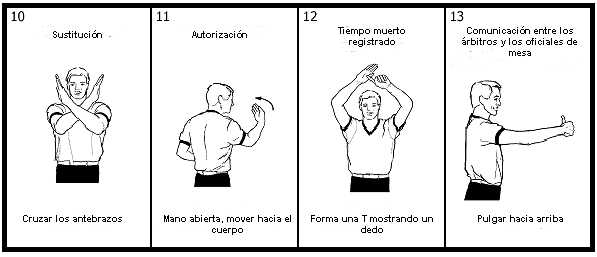 10
Sustitución
Cruzar los antebrazos
11
Autorización
Mano abierta, mover hacia el
cuerpo
12
Tiempo muerto
registrado
Forma una T mostrando un
dedo
13
Comunicación entre los
árbitros y los oficiales de
mesa
Pulgar hacia arriba